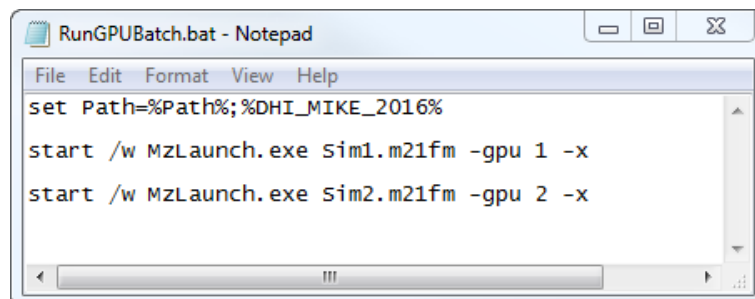 RunGPUBatch.bat - Notepad
File Edit Format View Help
set Path=%Path%;%DHI_MIKE_2016%
start /w MzLaunch.exe Sim1.m21fm -gpu 1 -x
start /w MzLaunch.exe Sim2.m21fm -gpu 2 -x